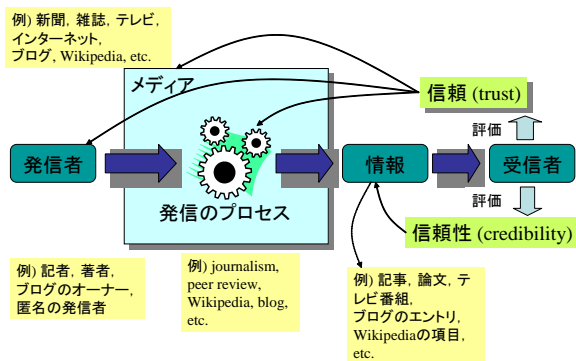 例) 新聞, 雑誌, テレビ,
インターネット,
ブログ, Wikipedia, etc.
メディア
信頼 (trust)
評価
発信者
発信のプロセス
情報
受信者
評価
信頼性 (credibility)
例) 記者, 著者,
ブログのオーナー,
匿名の発信者
例) journalism,
peer review,
Wikipedia, blog,
etc.
例) 記事, 論文, テ
レビ番組,
ブログのエントリ,
Wikipediaの項目,
etc.